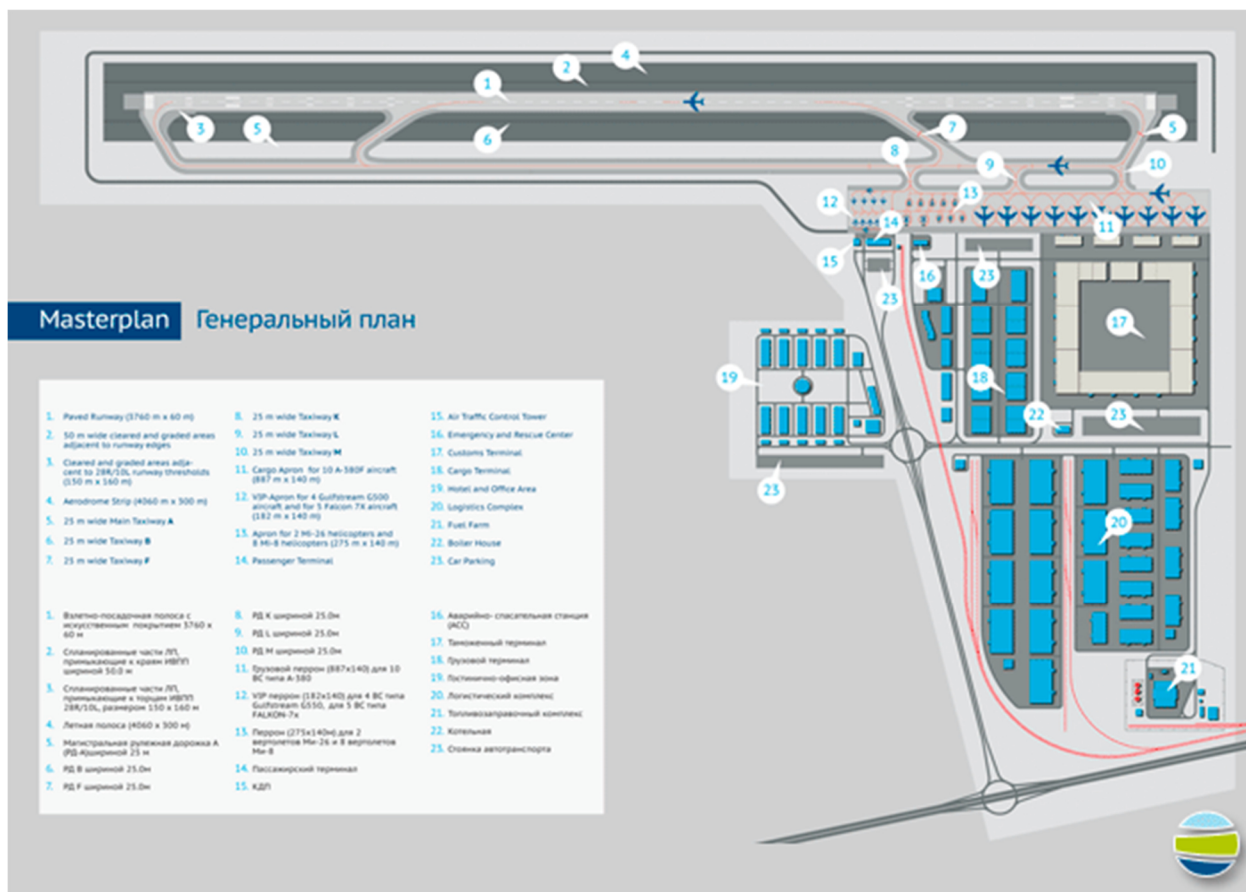 4
2
1
3
5
6
7
5
8
9
10
12
13
14
11
15
16
23
23
17
Masterplan Генеральный план
19
18
22
23
23
20
21
1. Paved Runway (3760 m x 60 m)
2. 50 m wide cleared and graded areas
adjacent to runway edges
3. Cleared and graded areas adja-
cent to 28R/10L runway thresholds
(150 m x 160 m)
4. Aerodrome Strip (4060 m x 300 m)
5. 25 m wide Main Taxiway A
6. 25 m wide Taxiway B
7. 25 m wide Taxiway F
8. 25 m wide Taxiway K
9. 25 m wide Taxiway L
10. 25 m wide Taxiway M
11. Cargo Apron for 10 A-380F aircraft
(887 m x 140 m)
12. VIP-Apron for 4 Gulfstream G500
aircraft and for 5 Falcon 7X aircraft
(182 m x 140 m)
13. Apron for 2 Mi-26 helicopters and
8 Mi-8 helicopters (275 m x 140 m)
14. Passenger Terminal
15. Air Traffic Control Tower
16. Emergency and Rescue Center
17. Customs Terminal
18. Cargo Terminal
19. Hotel and Office Area
20. Logistics Complex
21. Fuel Farm
22. Boiler House
23. Car Parking
1. Взлетно-посадочная полоса с
искусственным покрытием 3760 х
60 м
2. Спланированные части ЛП,
примыкающие к краям ИВПП
шириной 50.0 м
3. Спланированные части ЛП,
примыкающие к торцам ИВПП
28R/10L, размером 150 х 160 м
4. Летная полоса (4060 х 300 м)
5. Магистральная рулежная дорожка А
(РД-А)шириной 25 м
6. РД В шириной 25.0м
7. РД F шириной 25.0м
8. РД K шириной 25.0м
9. РД L шириной 25.0м
10. РД М шириной 25.0м
11. Грузовой перрон (887х140) для 10
ВС типа А-380
12. VIP перрон (182х140) для 4 ВС типа
Gulfstream G550, для 5 ВС типа
FALKON-7x
13. Перрон (275х140м) для 2
вертолетов Ми-26 и 8 вертолетов
Ми-8
14. Пассажирский терминал
15. КДП
16. Аварийно- спасательная станция
(АСС)
17. Таможенный терминал
18. Грузовой терминал
19. Гостинично-офисная зона
20. Логистический комплекс
21. Топливозаправочный комплекс
22. Котельная
23. Стоянка автотранспорта